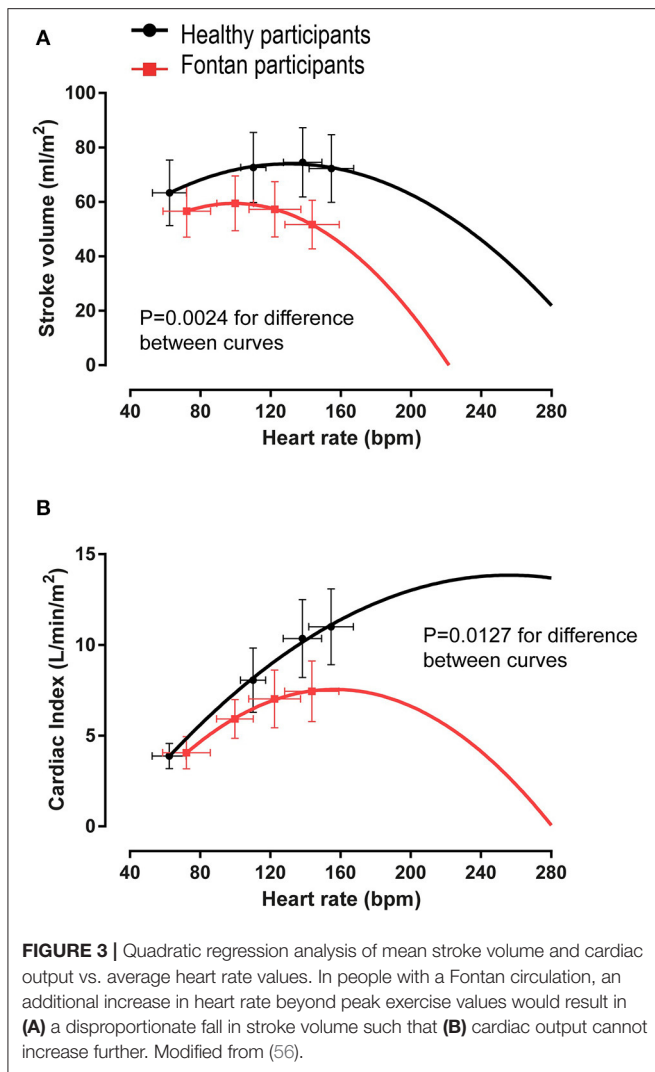 A
Healthy participants
Fontan participants
Stroke volume (ml/m²)
100
80
60
40
20
0
P=0.0024 for difference
between curves
40 80 120 160 200 240 280
Heart rate (bpm)
B
Cardiac Index (L/min/m²)
15
10
5
0
P=0.0127 for difference
between curves
40 80 120 160 200 240 280
Heart rate (bpm)
FIGURE 3 | Quadratic regression analysis of mean stroke volume and cardiac
output vs. average heart rate values. In people with a Fontan circulation, an
additional increase in heart rate beyond peak exercise values would result in
(A) a disproportionate fall in stroke volume such that (B) cardiac output cannot
increase further. Modified from (56).